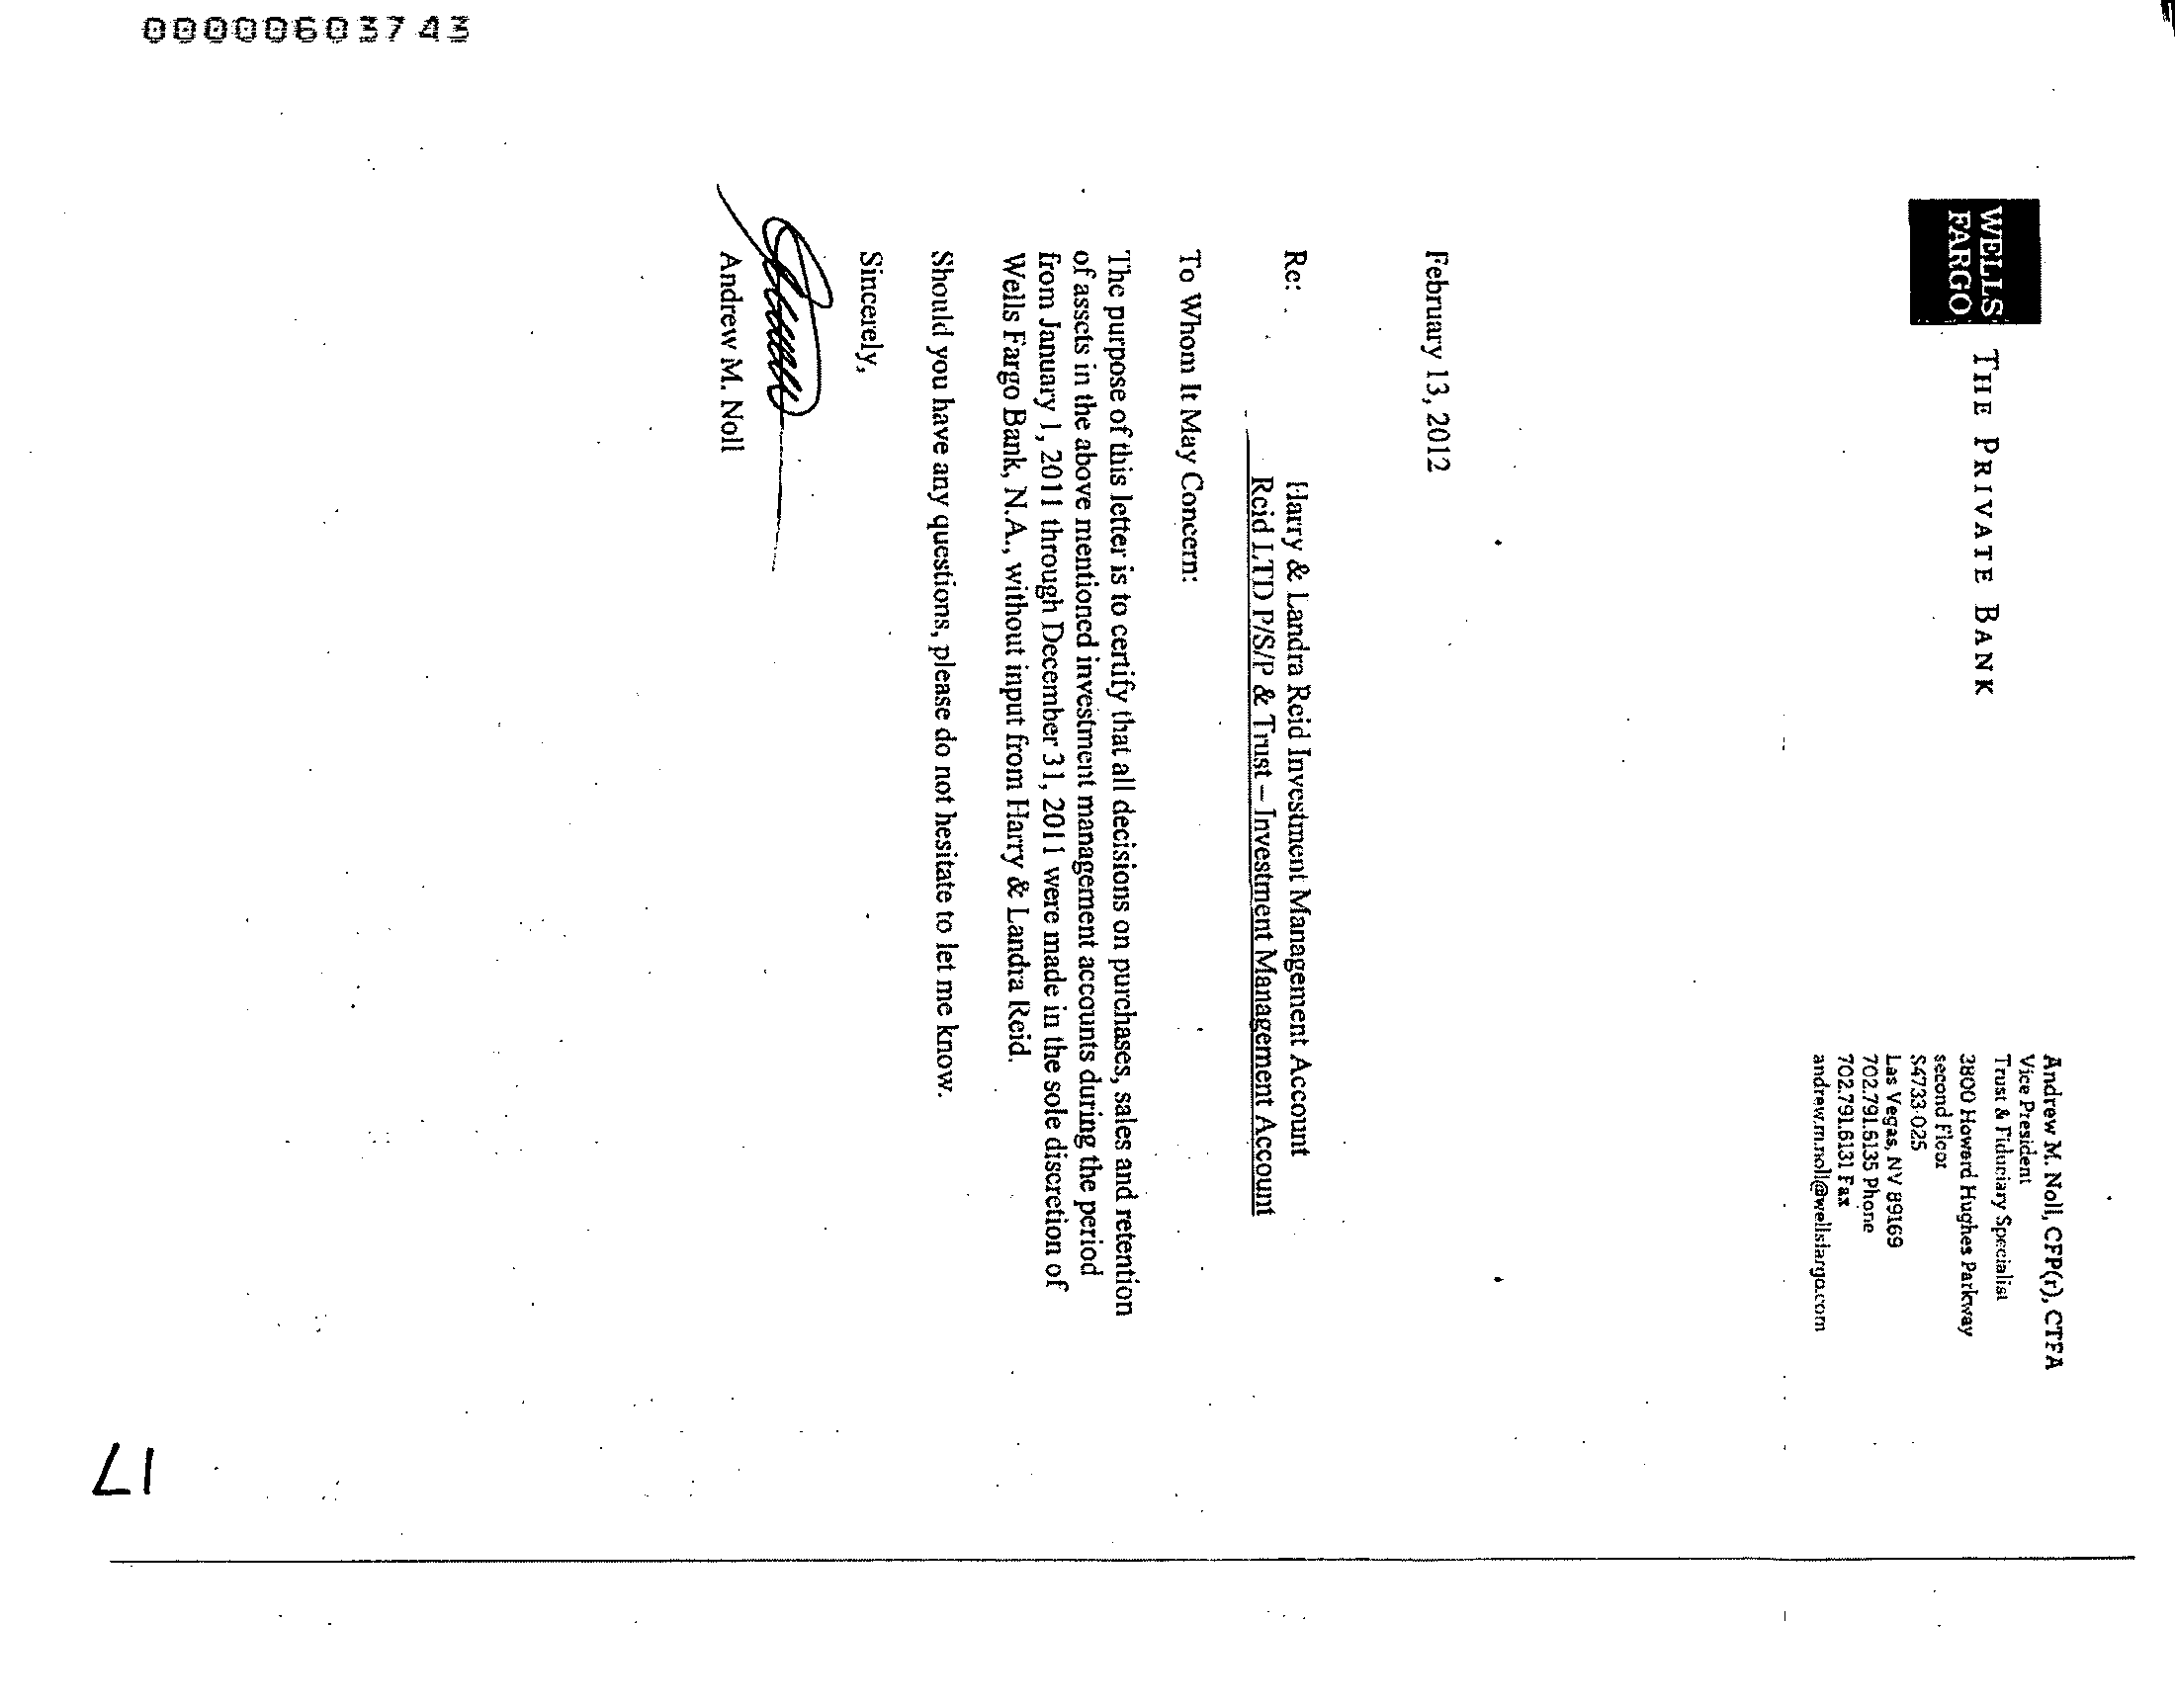 00000603743
WELLS
FARGO
THE PRIVATE BANK
Andrew M. Noll, CFP(r), CTFA
Vice President
Trust & Fiduciary Specialist
3800 Howard Hughes Parkway
second Floor
S4733-025
Las Vegas, NV 89169
702.791.6135 Phone
702.791.6131 Fax
andrew.m.noll@wellsfargo.com
February 13, 2012
Re: Harry & Landra Reid Investment Management Account
Reid LTD P/S/P & Trust – Investment Management Account
To Whom It May Concern:
The purpose of this letter is to certify that all decisions on purchases, sales and retention
of assets in the above mentioned investment management accounts during the period
from January 1, 2011 through December 31, 2011 were made in the sole discretion of
Wells Fargo Bank, N.A., without input from Harry & Landra Reid.
Should you have any questions, please do not hesitate to let me know.
Sincerely,
Andrew M. Noll
17